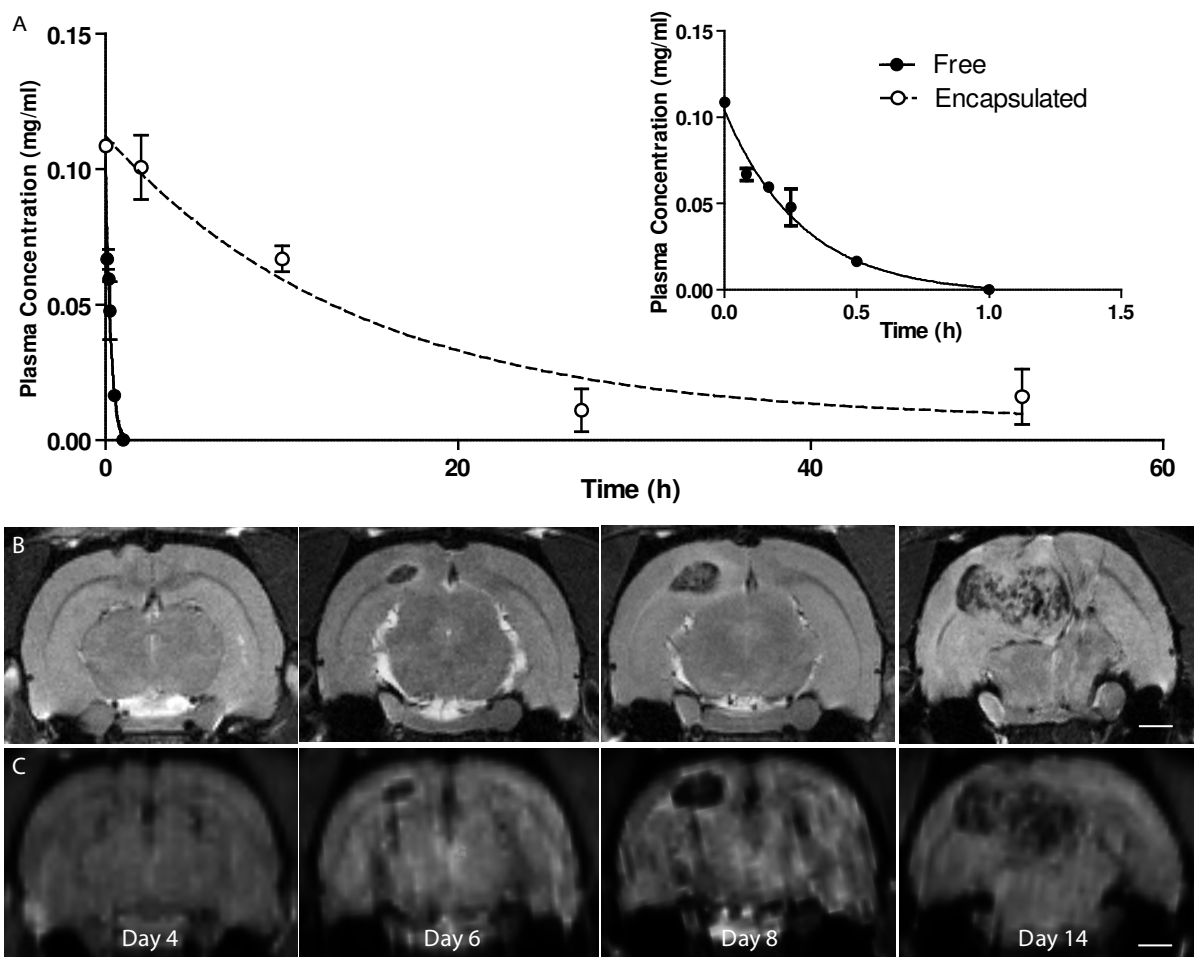 A
Plasma Concentration (mg/ml)
0.15
0.10
0.05
0.00
0
20
40
60
Time (h)
Plasma Concentration (mg/ml)
0.15
0.10
0.05
0.00
0.0
0.5
1.0
1.5
Time (h)
Free
Encapsulated
B
C
Day 4
Day 6
Day 8
Day 14